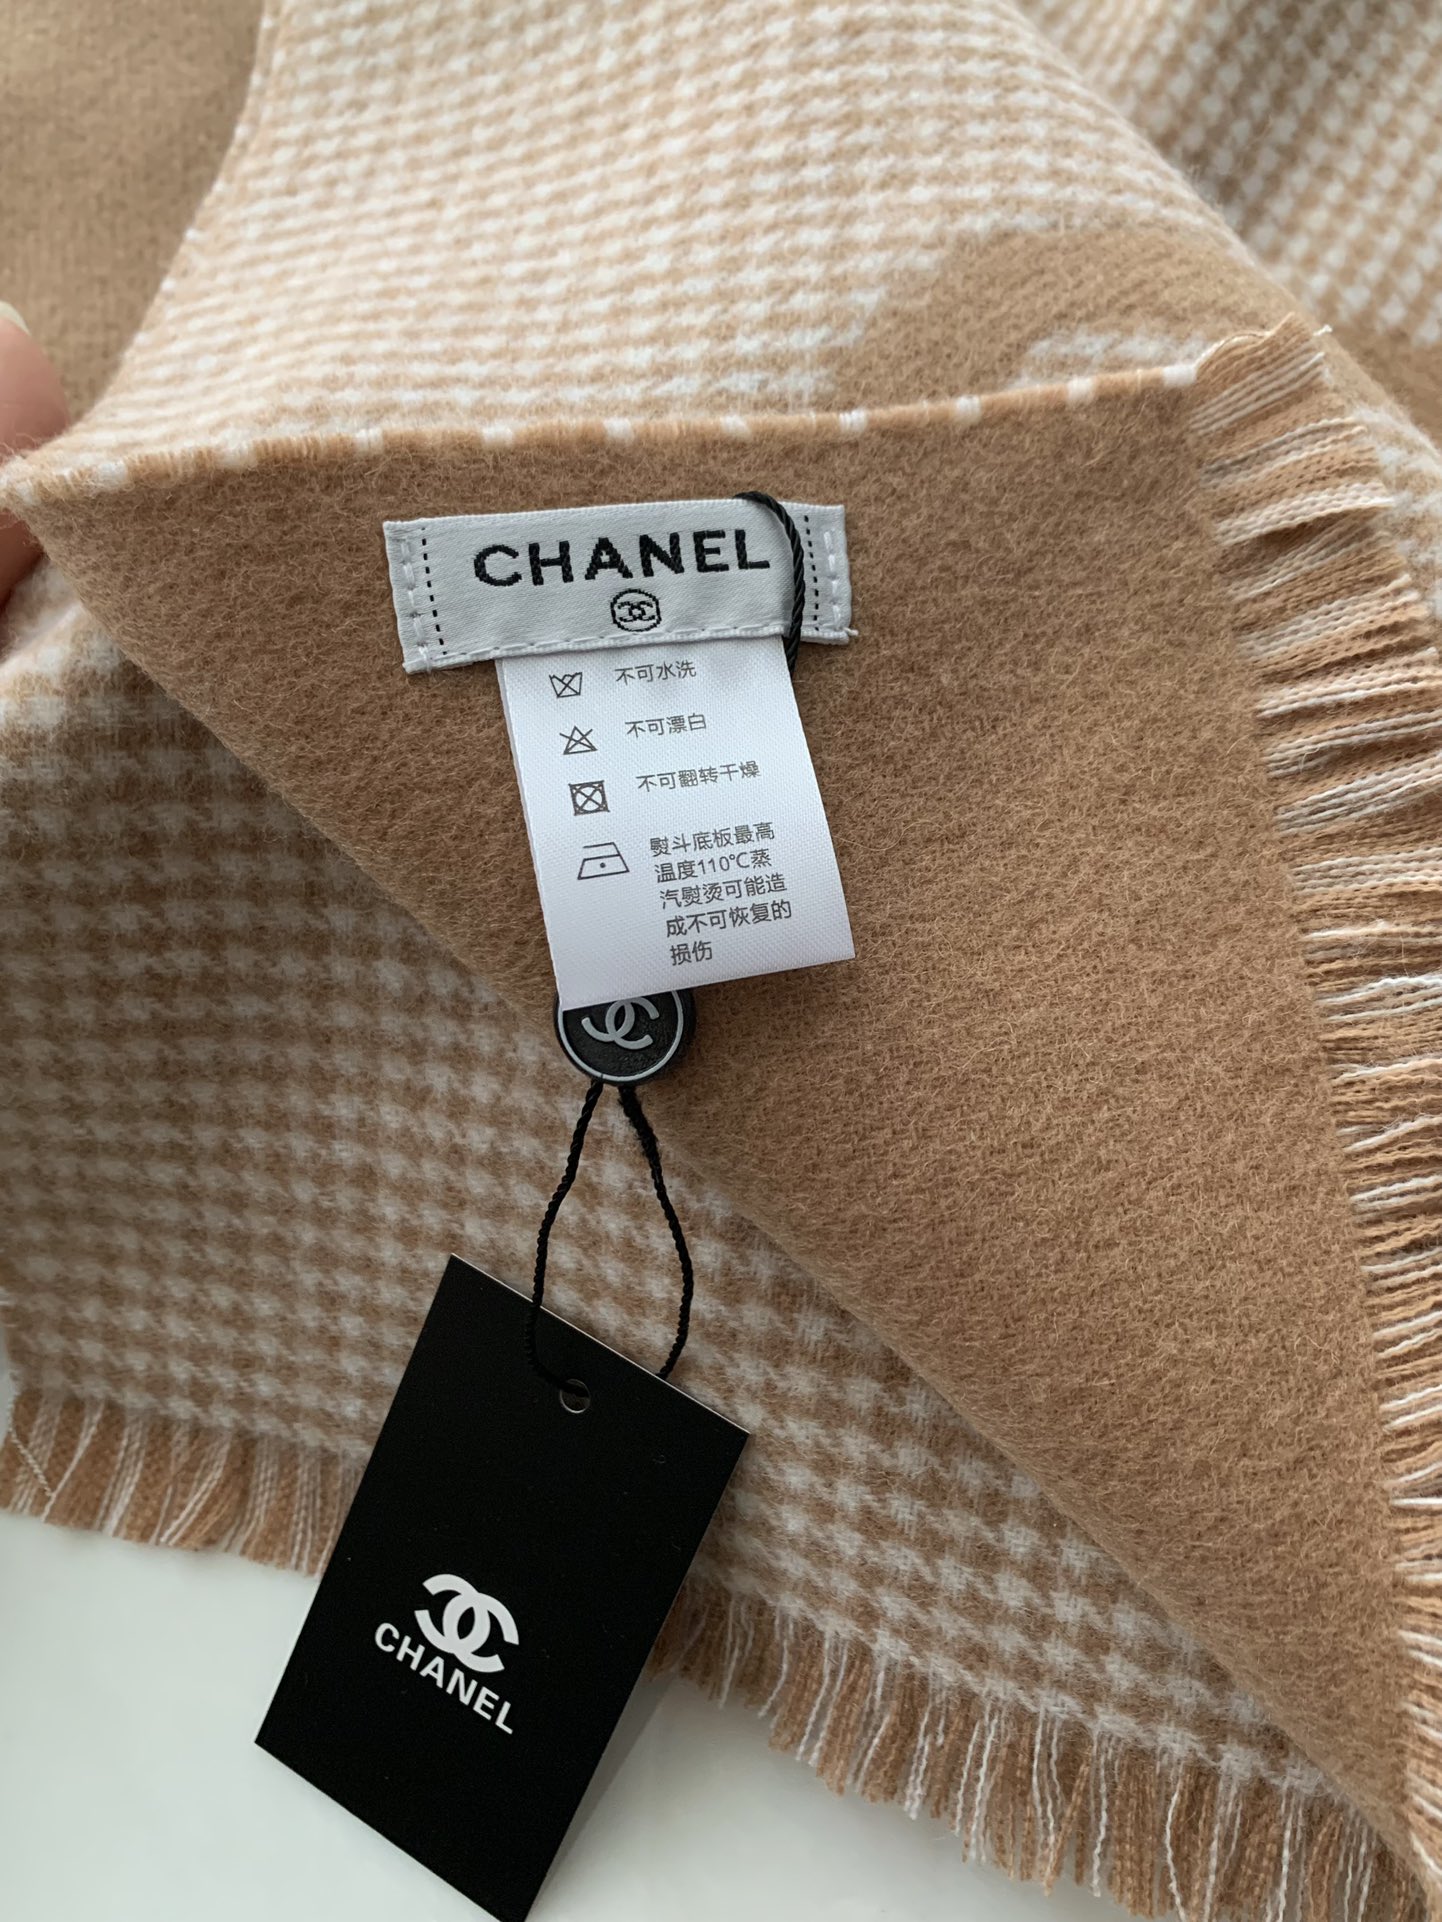 CHANEL
不可水洗
不可漂白
不可翻转干燥
熨斗底板最高
温度110℃蒸
汽熨烫可能造
成不可恢复的
损伤
CHANEL